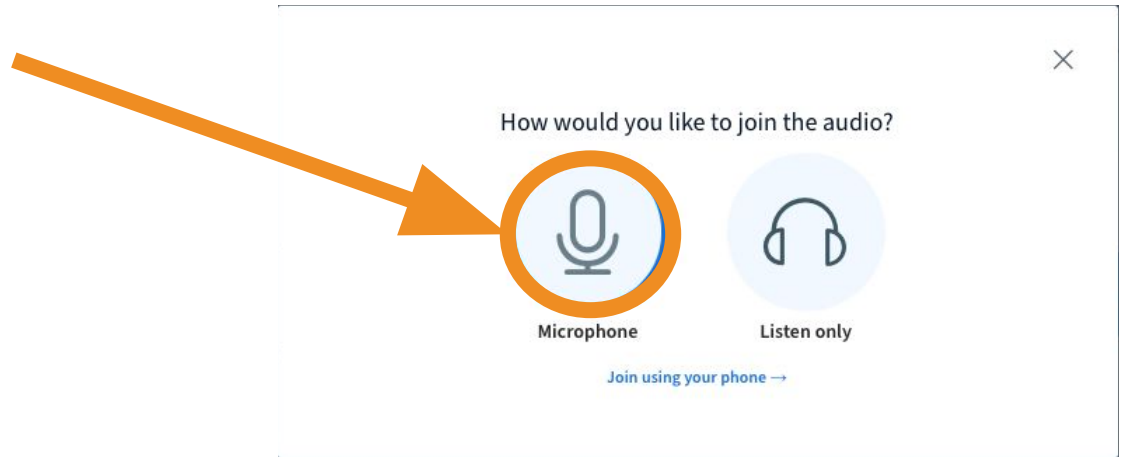 How would you like to join the audio?
Microphone
Listen only
Join using your phone →